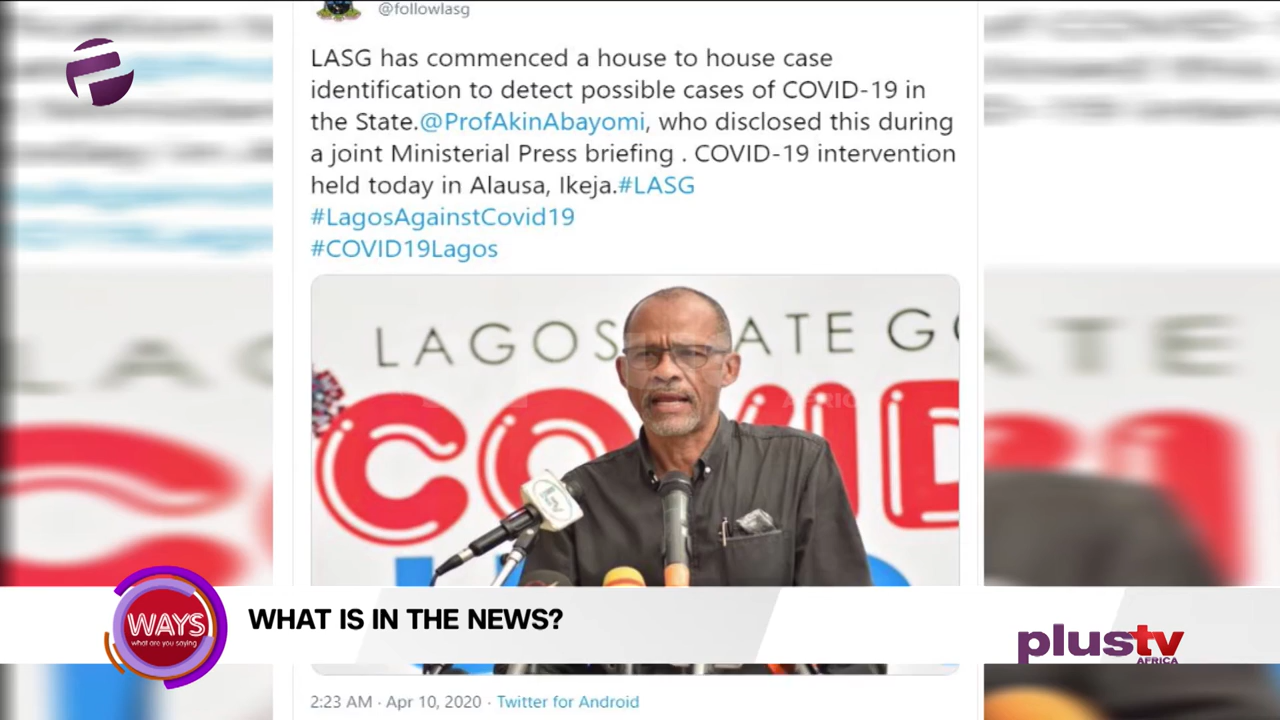 @followlasg
LASG has commenced a house to house case
identification to detect possible cases of COVID-19 in
the State.@ProfAkinAbayomi, who disclosed this during
a joint Ministerial Press briefing . COVID-19 intervention
held today in Alausa, Ikeja.#LASG
#LagosAgainstCovid19
#COVID19Lagos
LAGOS ATE G
COVID
WAYS
what are you saying
WHAT IS IN THE NEWS?
plustv
AFRICA
2:23 AM · Apr 10, 2020 · Twitter for Android